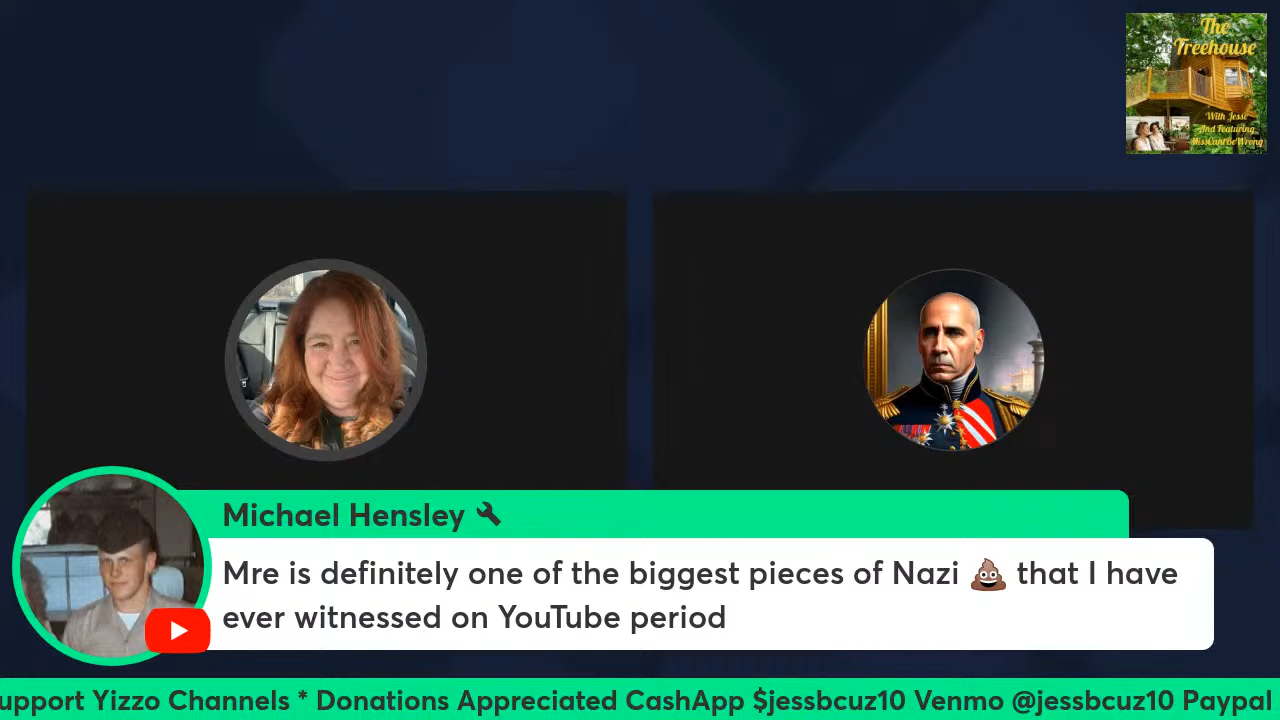 The
Treehouse
With Jesse
And Featuring
MissCantBeWrong
Michael Hensley
Mre is definitely one of the biggest pieces of Nazi 💩 that I have
ever witnessed on YouTube period
upport Yizzo Channels * Donations Appreciated CashApp $jessbcuz10 Venmo @jessbcuz10 Paypal